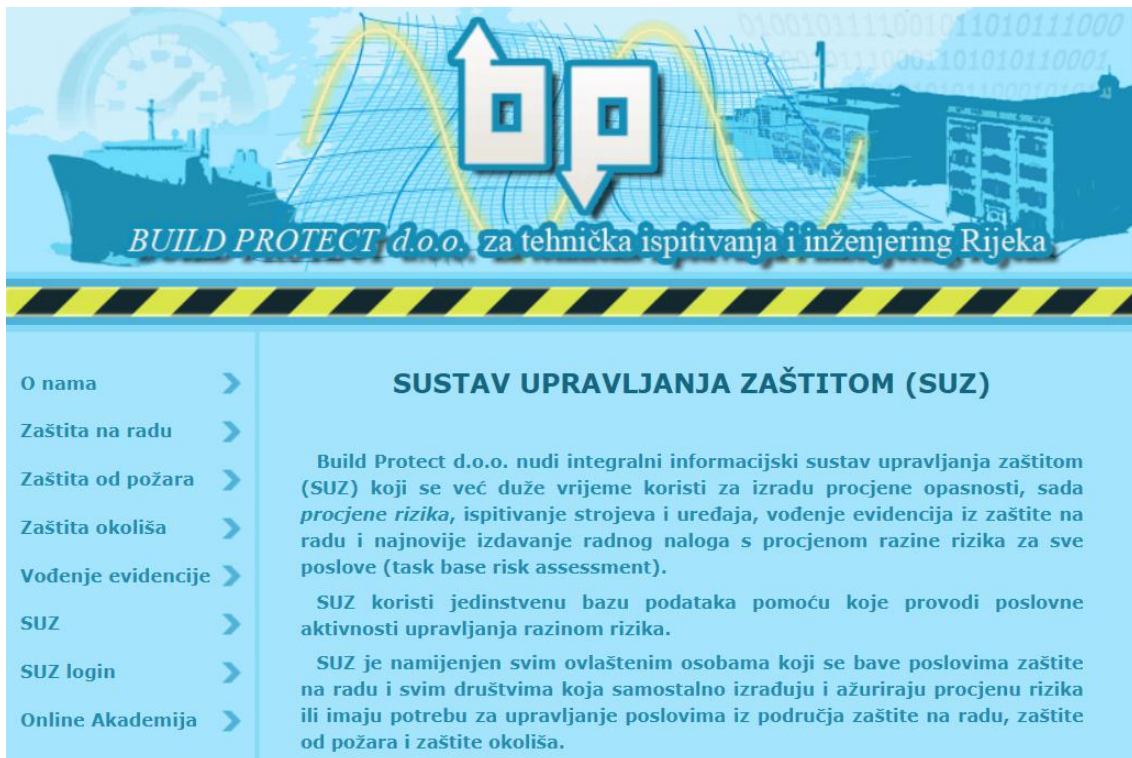 010010111110010110101111000
bp
BUILD PROTECT d.o.o. za tehnička ispitivanja i inženjering Rijeka
O nama
Zaštita na radu
Zaštita od požara
Zaštita okoliša
Vođenje evidencije
SUZ
SUZ login
Online Akademija
SUSTAV UPRAVLJANJA ZAŠTITOM (SUZ)
Build Protect d.o.o. nudi integralni informacijski sustav upravljanja zaštitom
(SUZ) koji se već duže vrijeme koristi za izradu procjene opasnosti, sada
procjene rizika, ispitivanje strojeva i uređaja, vođenje evidencija iz zaštite na
radu i najnovije izdavanje radnog naloga s procjenom razine rizika za sve
poslove (task base risk assessment).
SUZ koristi jedinstvenu bazu podataka pomoću koje provodi poslovne
aktivnosti upravljanja razinom rizika.
SUZ je namijenjen svim ovlaštenim osobama koji se bave poslovima zaštite
na radu i svim društvima koja samostalno izrađuju i ažuriraju procjenu rizika
ili imaju potrebu za upravljanje poslovima iz područja zaštite na radu, zaštite
od požara i zaštite okoliša.